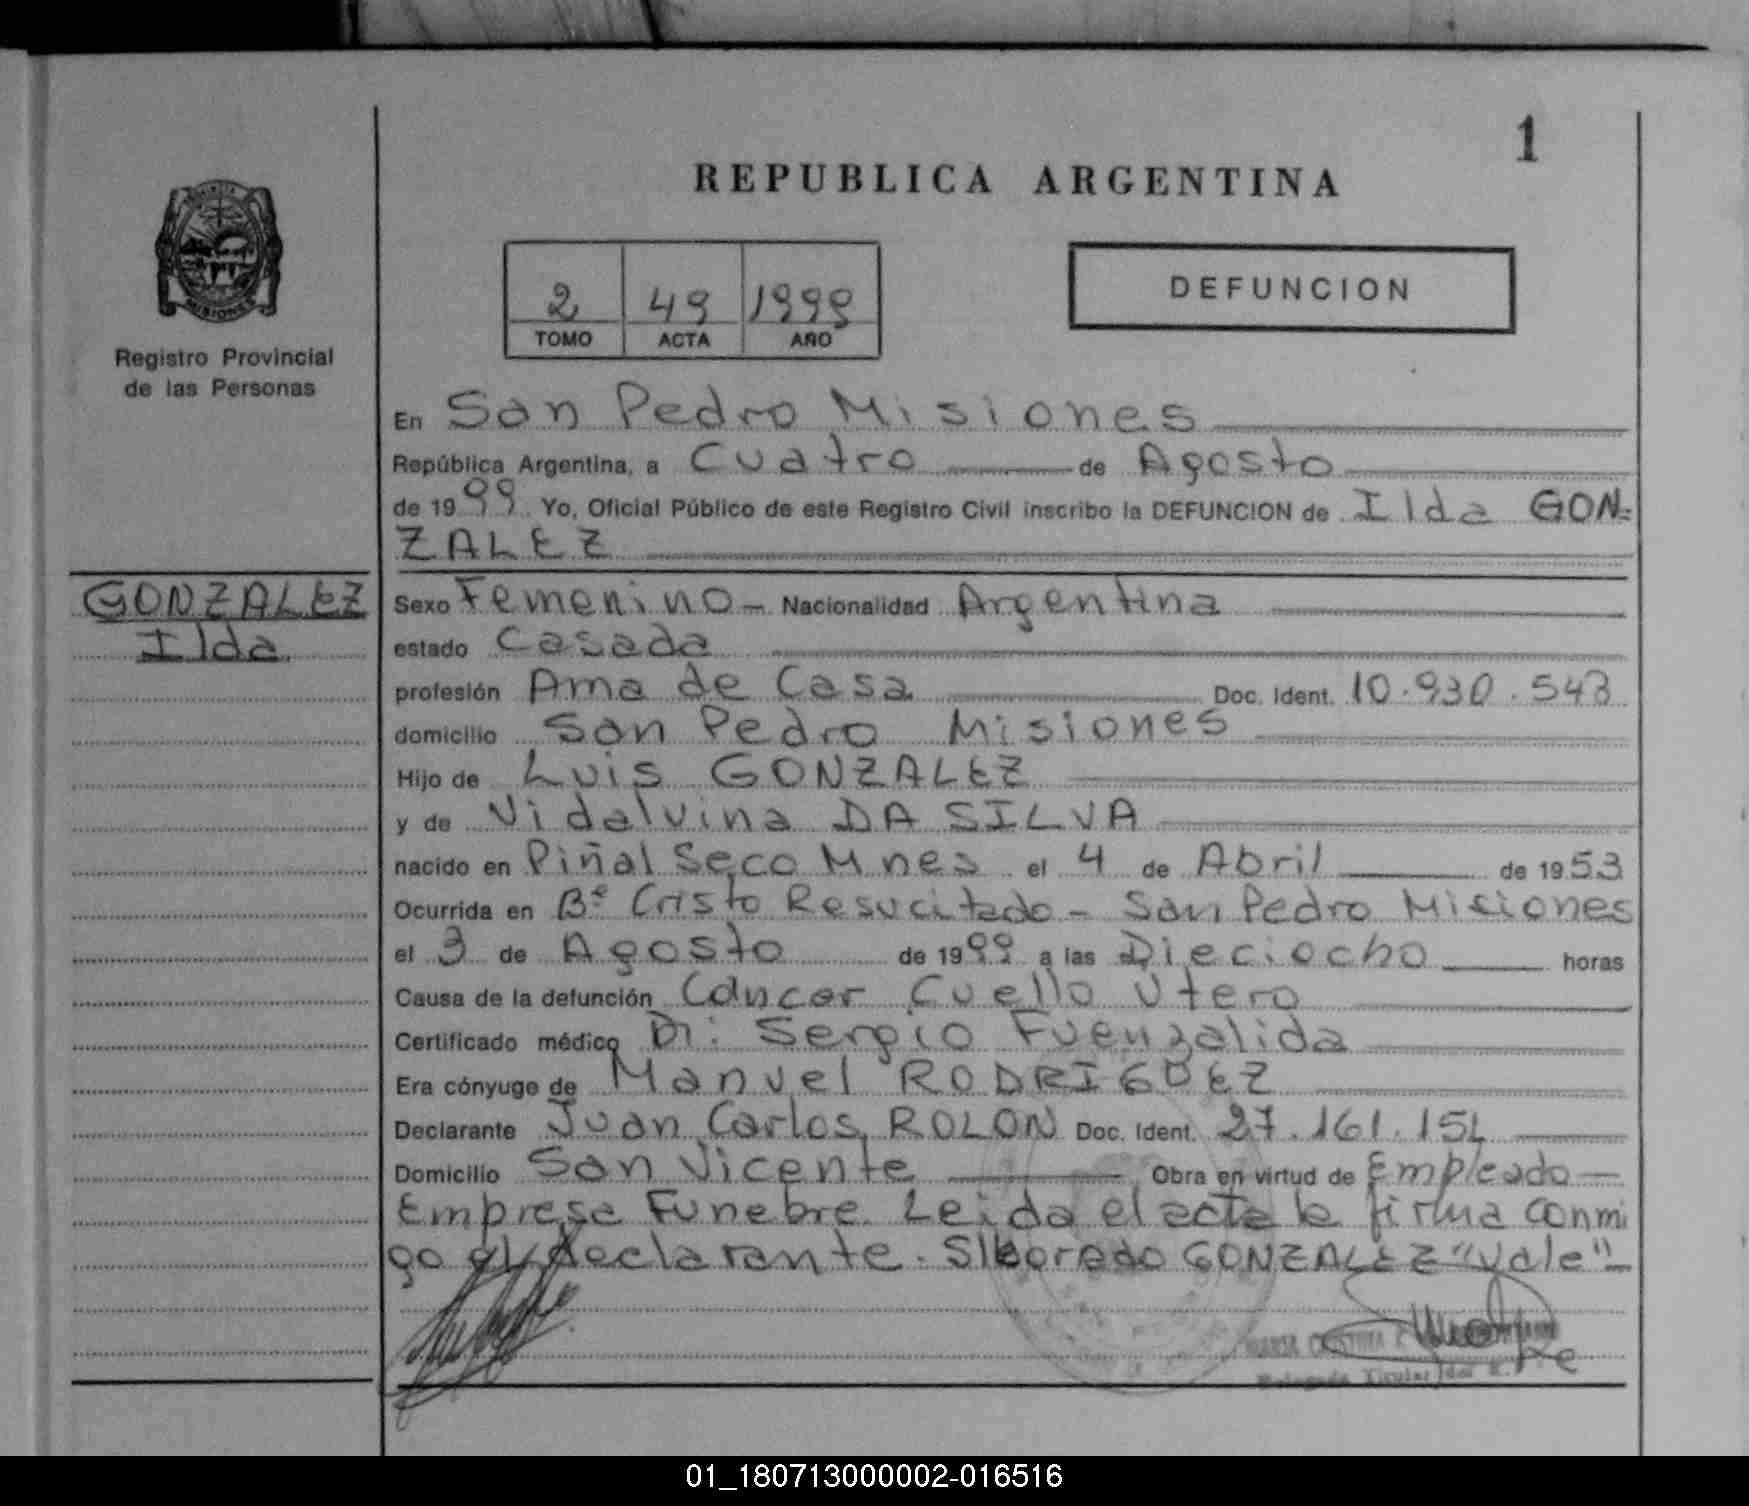 1
REPUBLICA ARGENTINA
MISIONES
Registro Provincial
de las Personas
2 49 1999
TOMO ACTA AÑO
DEFUNCION
En San Pedro Misiones
República Argentina, a Cuatro de Agosto
de 1999. Yo, Oficial Público de este Registro Civil inscribo la DEFUNCION de Ilda GON=
ZALEZ
GONZALEZ
Ilda
Sexo Femenino - Nacionalidad Argentina
estado Casada
profesión Ama de Casa Doc. Ident. 10.930.543
domicilio San Pedro Misiones
Hijo de Luis GONZALEZ
y de Vidalvina DA SILVA
nacido en Piñal Seco Mnes el 4 de Abril de 1953
Ocurrida en Bº Cristo Resucitado - San Pedro Misiones
el 3 de Agosto de 1999 a las Dieciocho horas
Causa de la defunción Cancer Cuello Utero
Certificado médico Dr: Sergio Fuenzalida
Era cónyuge de Manuel RODRIGUEZ
Declarante Juan Carlos ROLON Doc. Ident. 27.161.154
Domicilio San Vicente Obra en virtud de Empleado -
Empresa Funebre. Leida el acta la firma conmi
go el declarante. S/borrado GONZALEZ "Vale"
01_180713000002-016516